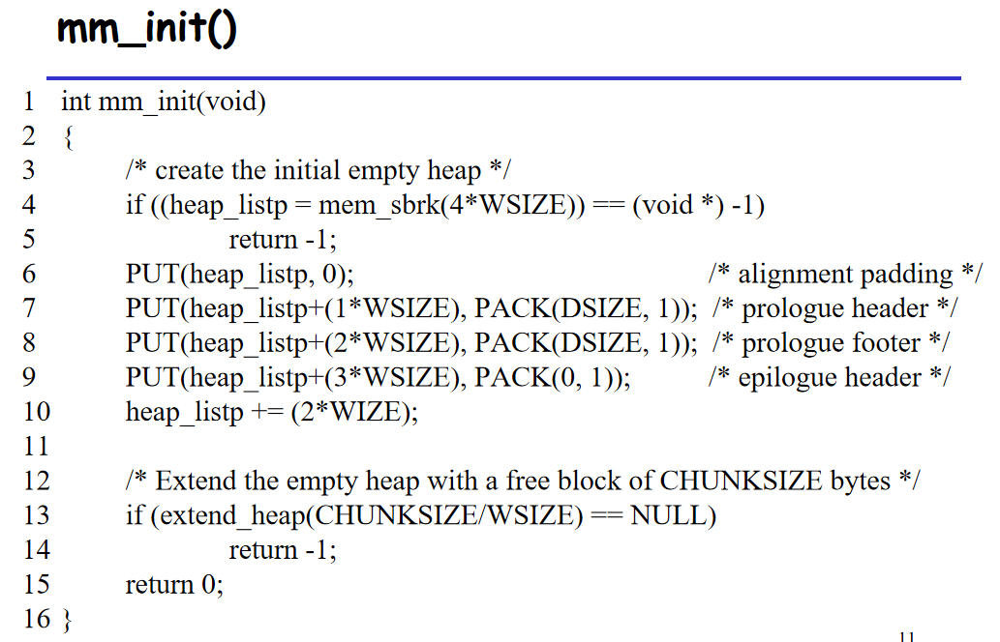 mm_init()
1 int mm_init(void)
2 {
3 /* create the initial empty heap */
4 if ((heap_listp = mem_sbrk(4*WSIZE)) == (void *) -1)
5 return -1;
6 PUT(heap_listp, 0); /* alignment padding */
7 PUT(heap_listp+(1*WSIZE), PACK(DSIZE, 1)); /* prologue header */
8 PUT(heap_listp+(2*WSIZE), PACK(DSIZE, 1)); /* prologue footer */
9 PUT(heap_listp+(3*WSIZE), PACK(0, 1)); /* epilogue header */
10 heap_listp += (2*WIZE);
11
12 /* Extend the empty heap with a free block of CHUNKSIZE bytes */
13 if (extend_heap(CHUNKSIZE/WSIZE) == NULL)
14 return -1;
15 return 0;
16 }
11